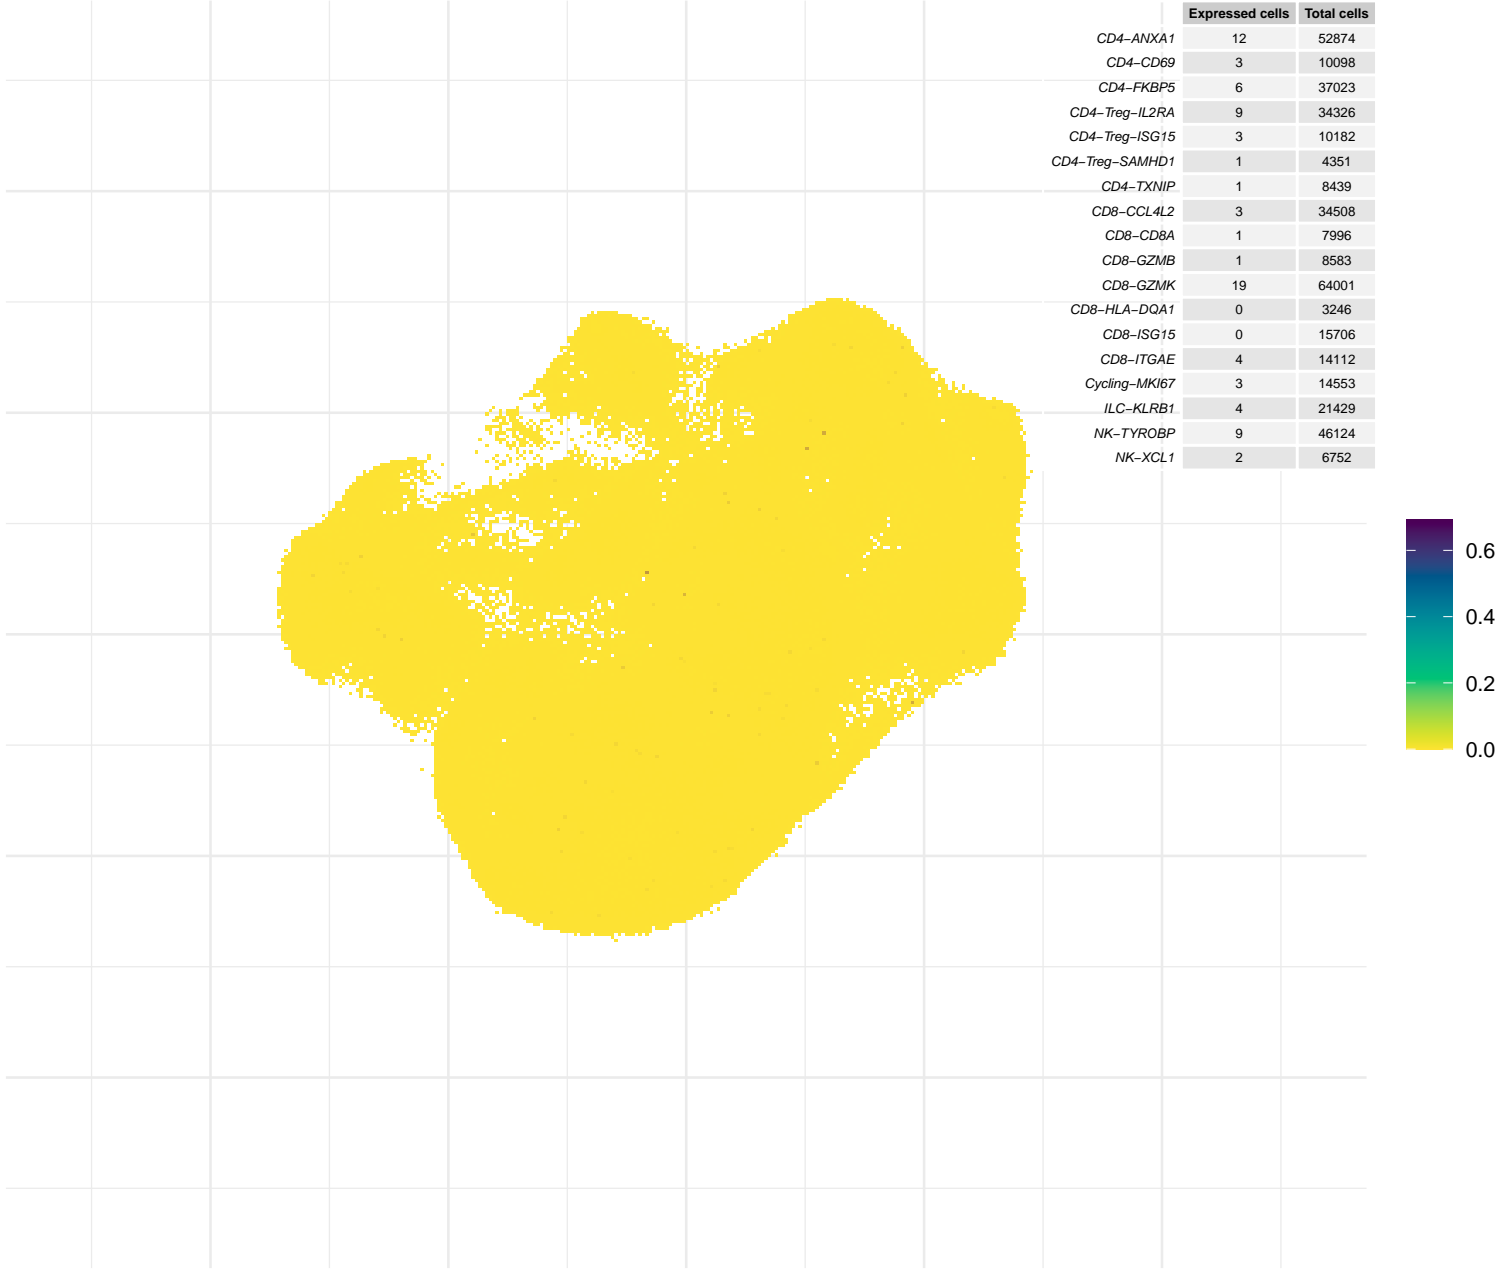 Expressed cells Total cells
CD4−ANXA1 12 52874
CD4−CD69 3 10098
CD4−FKBP5 6 37023
CD4−Treg−IL2RA 9 34326
CD4−Treg−ISG15 3 10182
CD4−Treg−SAMHD1 1 4351
CD4−TXNIP 1 8439
CD8−CCL4L2 3 34508
CD8−CD8A 1 7996
CD8−GZMB 1 8583
CD8−GZMK 19 64001
CD8−HLA−DQA1 0 3246
CD8−ISG15 0 15706
CD8−ITGAE 4 14112
Cycling−MKI67 3 14553
ILC−KLRB1 4 21429
NK−TYROBP 9 46124
NK−XCL1 2 6752
0.6
0.4
0.2
0.0